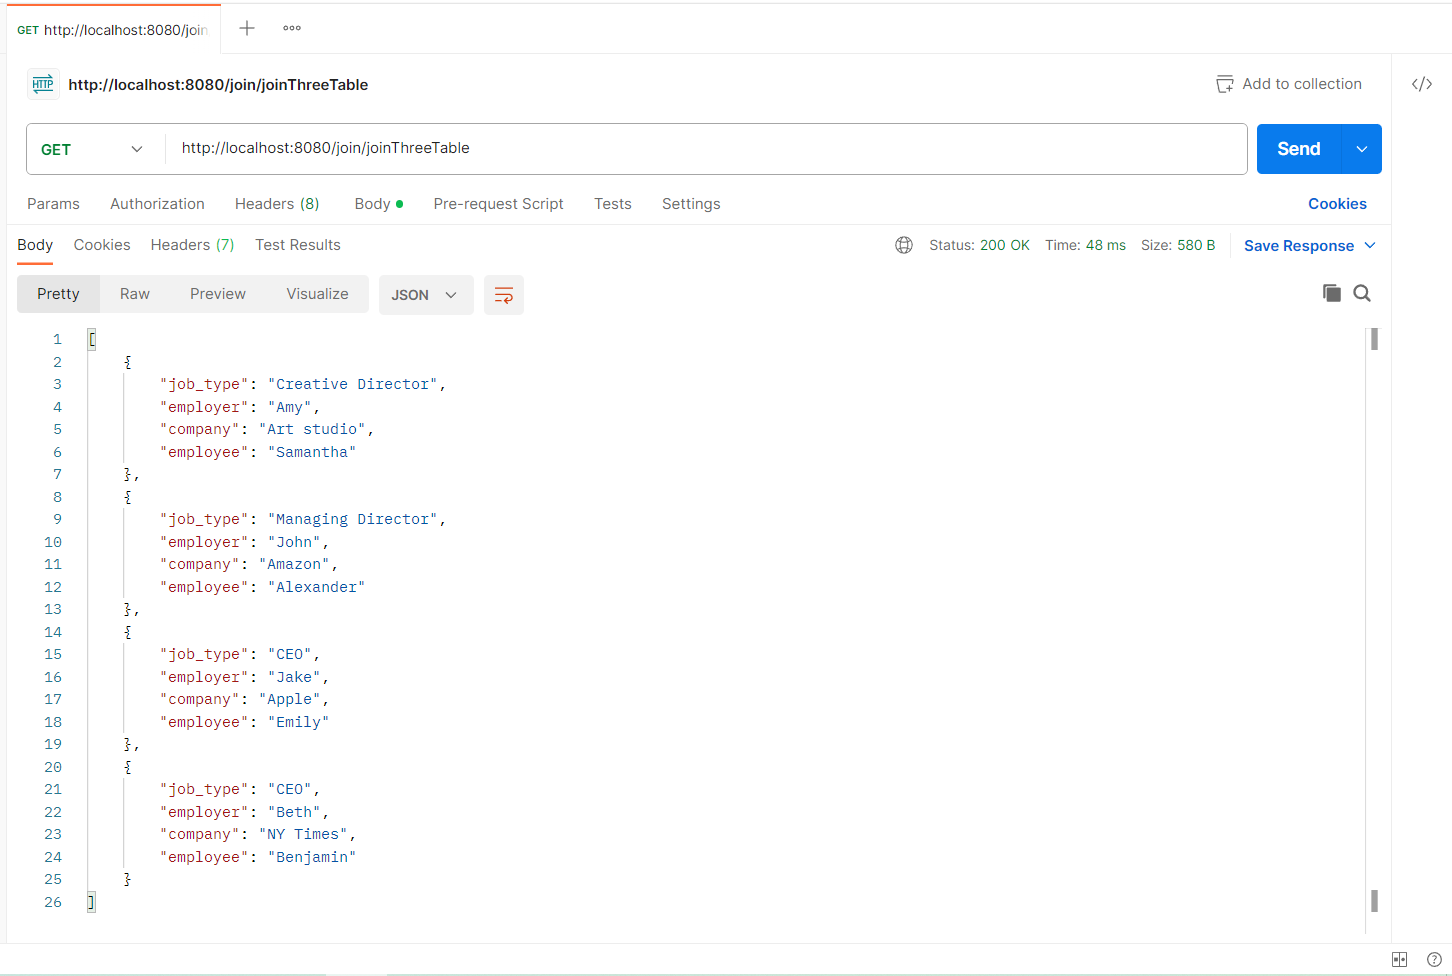 GET http://localhost:8080/join
HTTP http://localhost:8080/join/joinThreeTable
Add to collection
GET http://localhost:8080/join/joinThreeTable Send
Params Authorization Headers (8) Body Pre-request Script Tests Settings Cookies
Body Cookies Headers (7) Test Results Status: 200 OK Time: 48 ms Size: 580 B Save Response
Pretty Raw Preview Visualize JSON
1 [
2 {
3 "job_type": "Creative Director",
4 "employer": "Amy",
5 "company": "Art studio",
6 "employee": "Samantha"
7 },
8 {
9 "job_type": "Managing Director",
10 "employer": "John",
11 "company": "Amazon",
12 "employee": "Alexander"
13 },
14 {
15 "job_type": "CEO",
16 "employer": "Jake",
17 "company": "Apple",
18 "employee": "Emily"
19 },
20 {
21 "job_type": "CEO",
22 "employer": "Beth",
23 "company": "NY Times",
24 "employee": "Benjamin"
25 }
26 ]